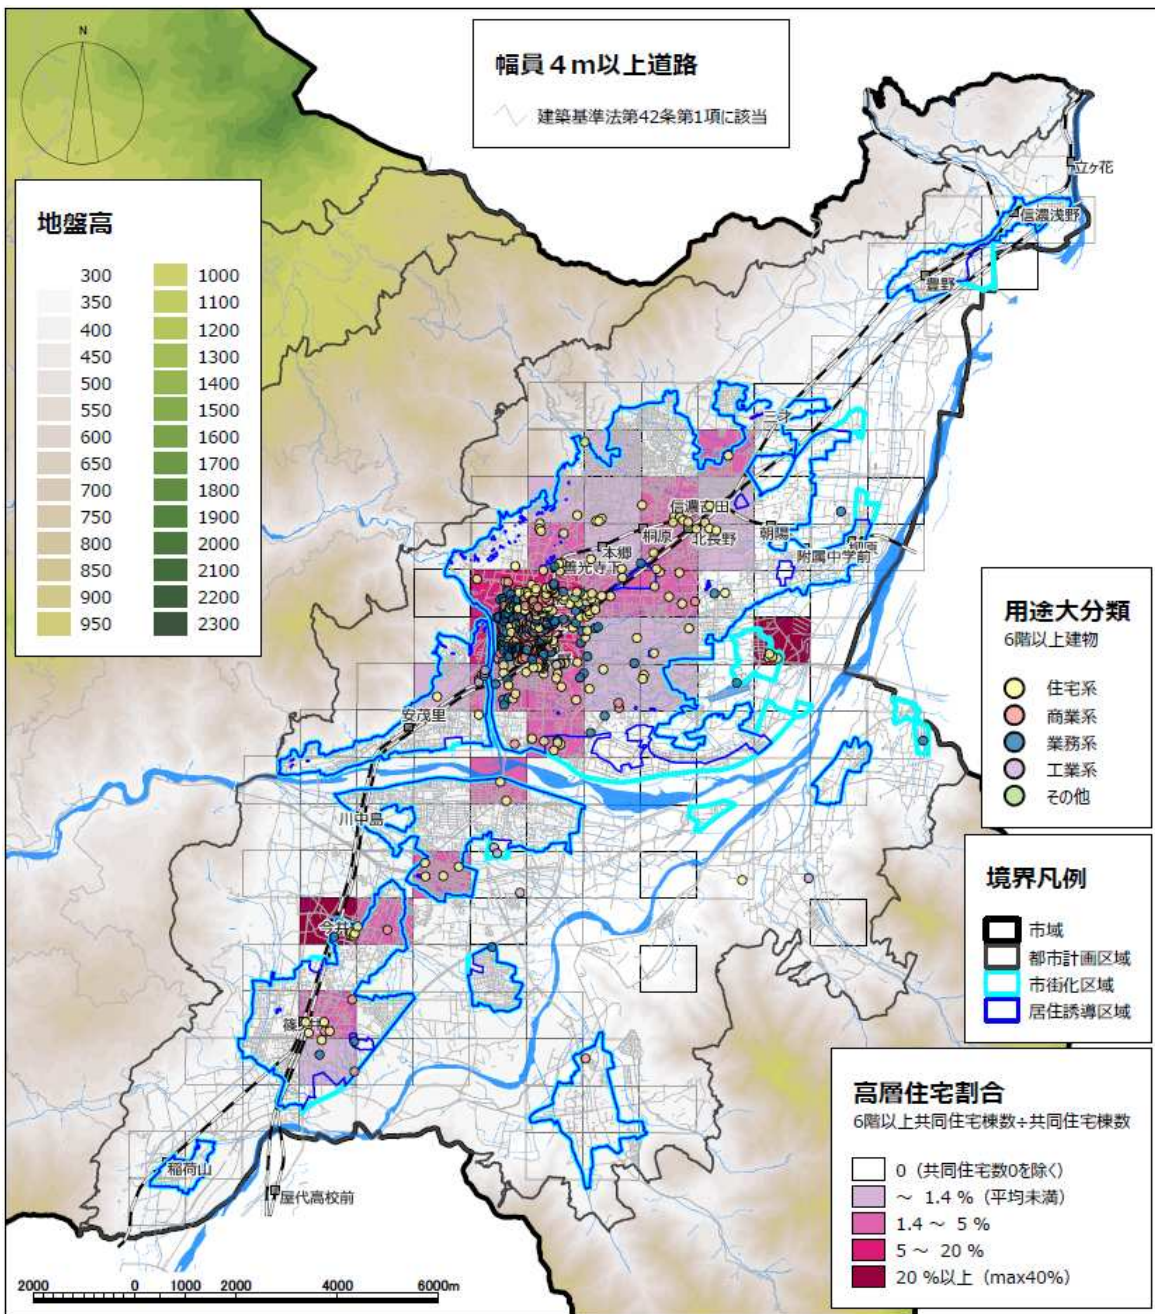 幅員４ｍ以上道路
建築基準法第42条第1項に該当
N
地盤高
300
350
400
450
500
550
600
650
700
750
800
850
900
950
1000
1100
1200
1300
1400
1500
1600
1700
1800
1900
2000
2100
2200
2300
立ヶ花
信濃浅野
豊野
三才
信濃吉田
桐原
北長野
朝陽
本郷
附属中学前
柳原
善光寺下
安茂里
川中島
今井
篠ノ井
稲荷山
屋代高校前
用途大分類
6階以上建物
住宅系
商業系
業務系
工業系
その他
境界凡例
市域
都市計画区域
市街化区域
居住誘導区域
高層住宅割合
6階以上共同住宅棟数÷共同住宅棟数
0（共同住宅数0を除く）
～ 1.4 %（平均未満）
1.4 ～ 5 %
5 ～ 20 %
20 %以上（max40%）
2000 0 1000 2000 4000 6000m